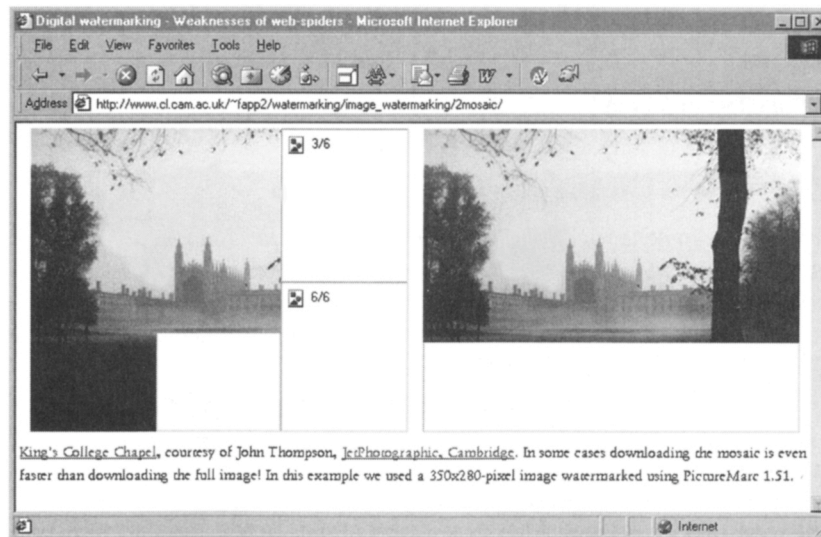 Digital watermarking - Weaknesses of web-spiders - Microsoft Internet Explorer
File Edit View Favorites Tools Help
Address http://www.cl.cam.ac.uk/~fapp2/watermarking/image_watermarking/2mosaic/
3/6
6/6
King's College Chapel, courtesy of John Thompson, JetPhotographic, Cambridge. In some cases downloading the mosaic is even
faster than downloading the full image! In this example we used a 350x280-pixel image watermarked using PictureMarc 1.51.
Internet